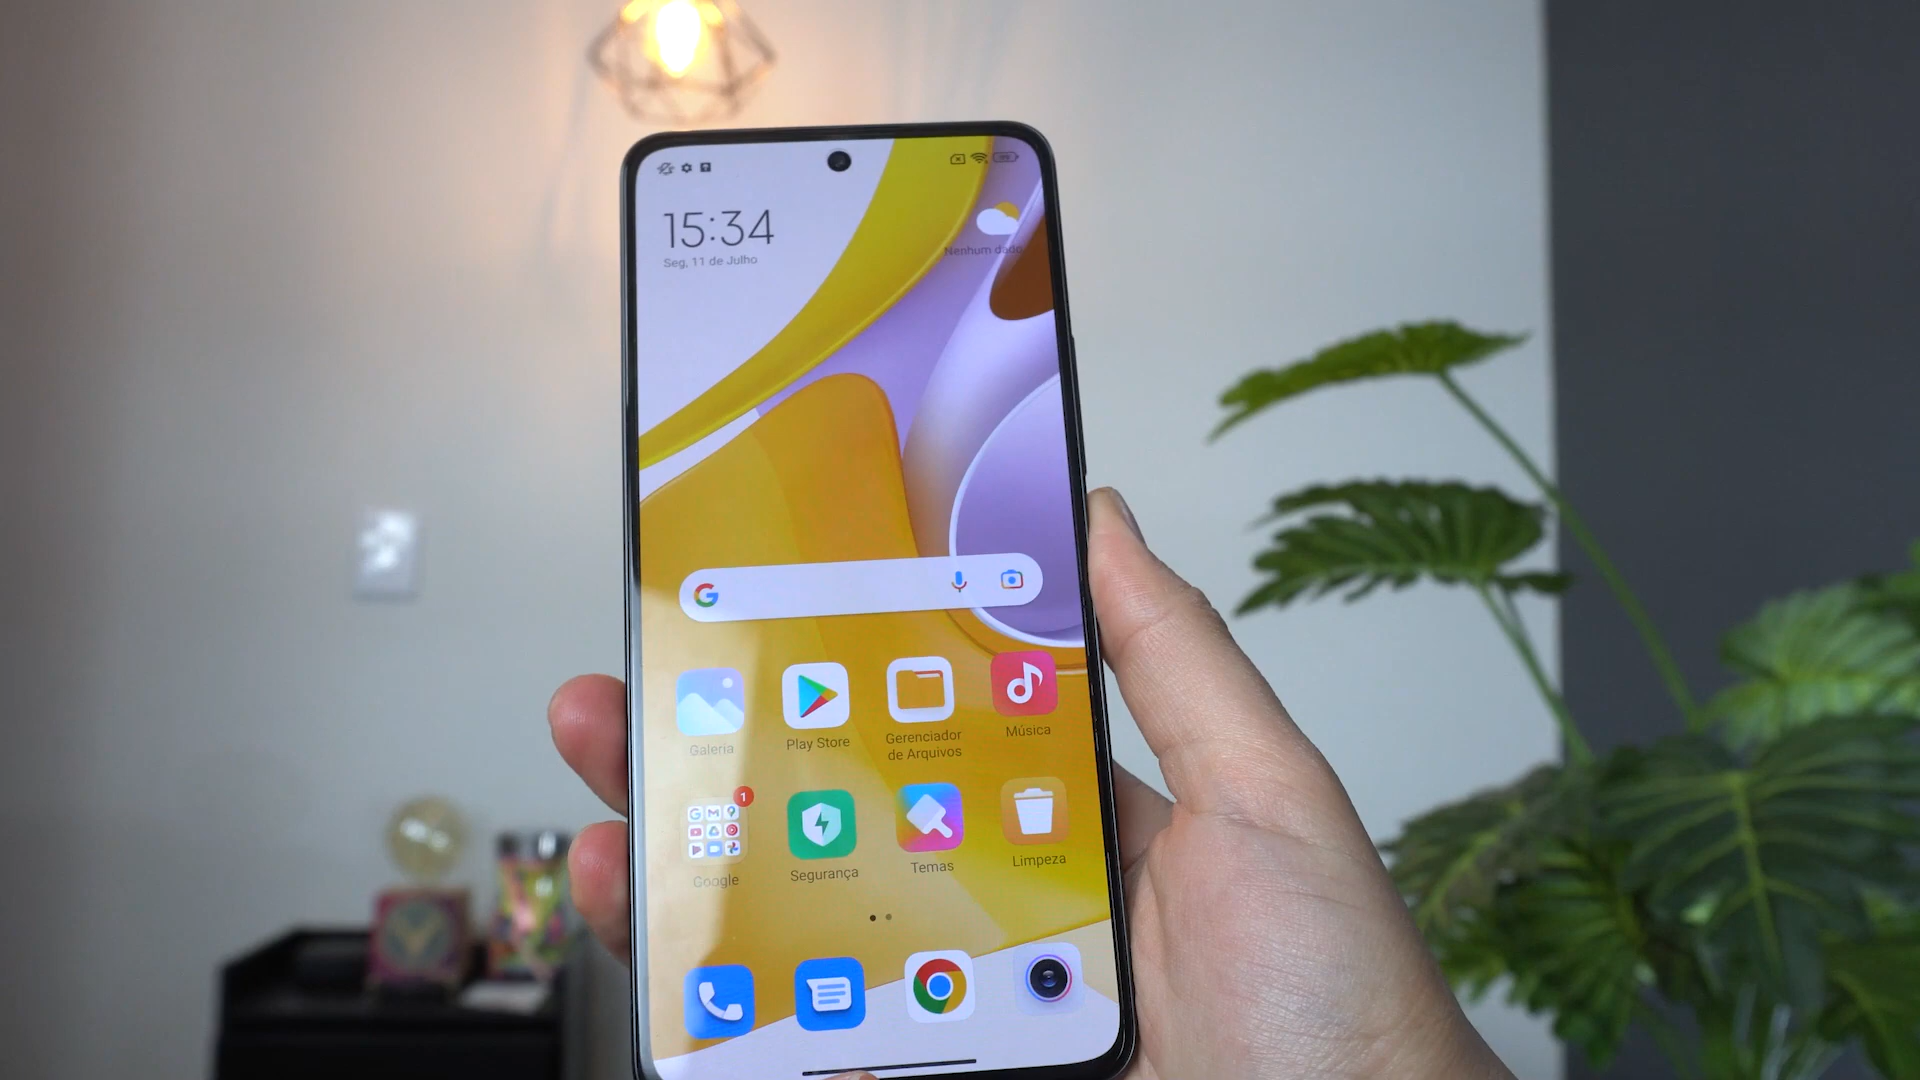 15:34
Seg, 11 de Julho
Nenhum dado
Galeria
Play Store
Gerenciador
de Arquivos
Música
1
Google
Segurança
Temas
Limpeza